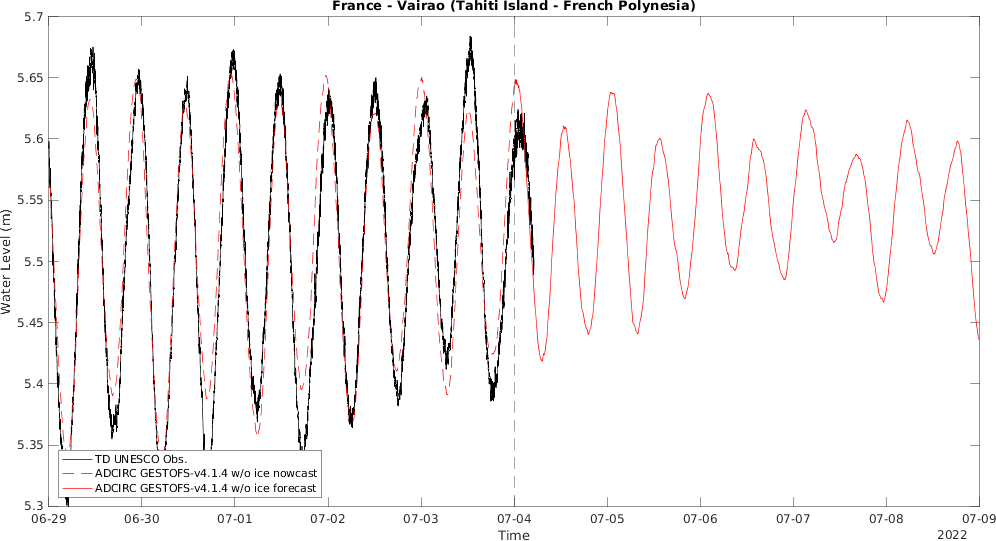 France - Vairao (Tahiti Island - French Polynesia)
5.7
5.65
5.6
5.55
5.5
5.45
5.4
5.35
5.3
Water Level (m)
TD UNESCO Obs.
ADCIRC GESTOFS-v4.1.4 w/o ice nowcast
ADCIRC GESTOFS-v4.1.4 w/o ice forecast
06-29 06-30 07-01 07-02 07-03 07-04 07-05 07-06 07-07 07-08 07-09
Time
2022